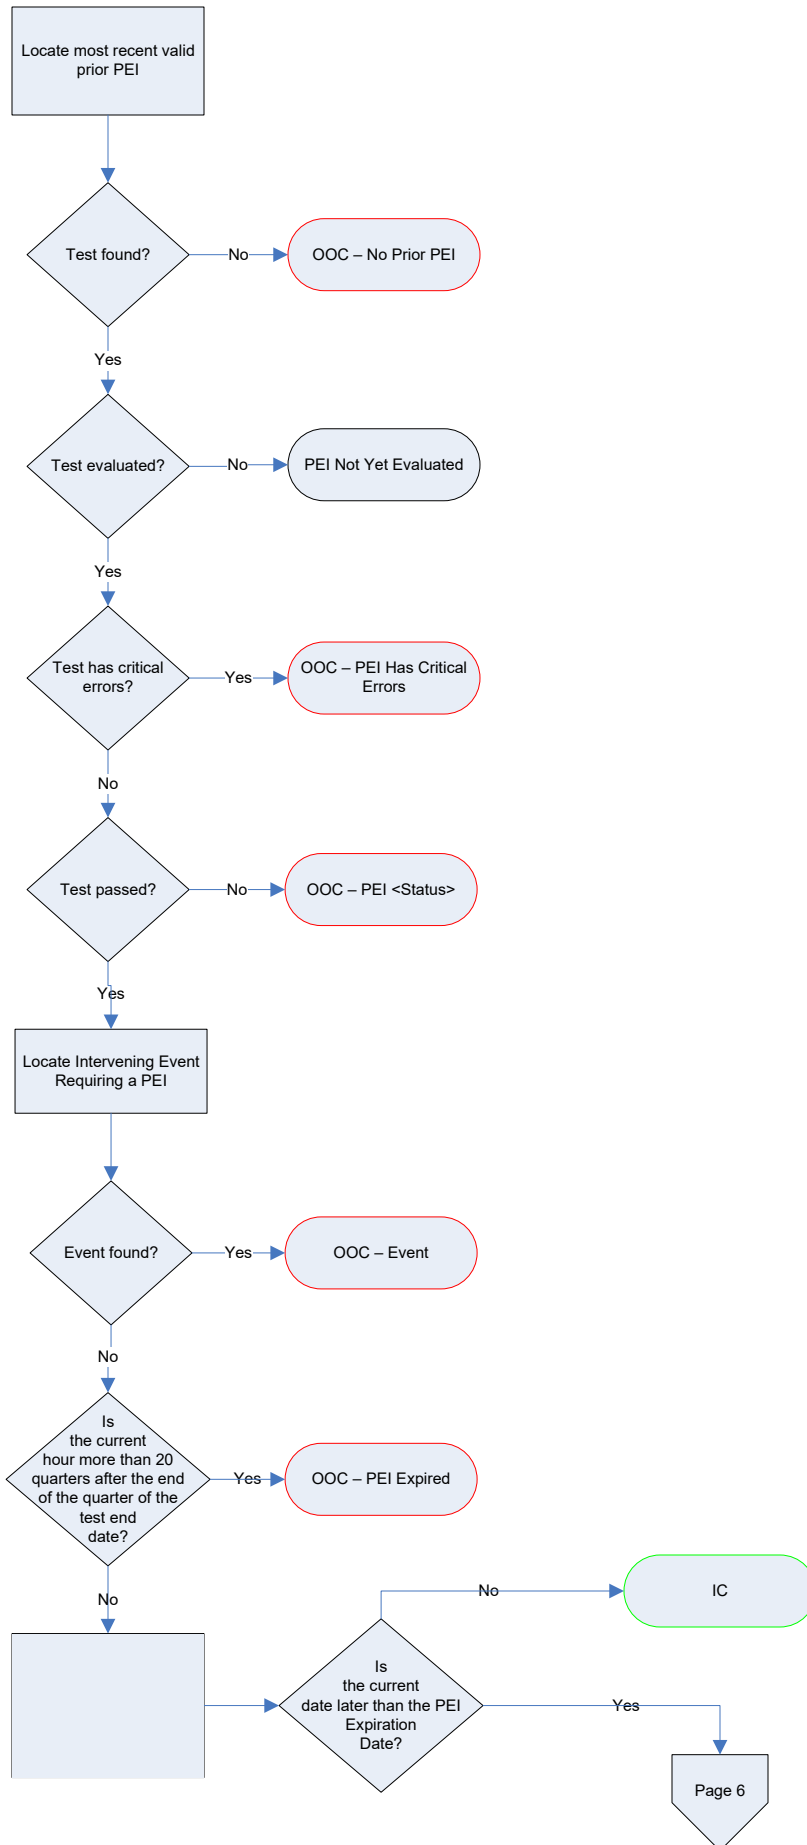 Locate most recent valid
prior PEI
Test found?
No
OOC – No Prior PEI
Yes
Test evaluated?
No
PEI Not Yet Evaluated
Yes
Test has critical
errors?
Yes
OOC – PEI Has Critical
Errors
No
Test passed?
No
OOC – PEI <Status>
Yes
Locate Intervening Event
Requiring a PEI
Event found?
Yes
OOC – Event
No
Is
the current
hour more than 20
quarters after the end
of the quarter of the
test end
date?
Yes
OOC – PEI Expired
No
Is
the current
date later than the PEI
Expiration
Date?
No
IC
Yes
Page 6